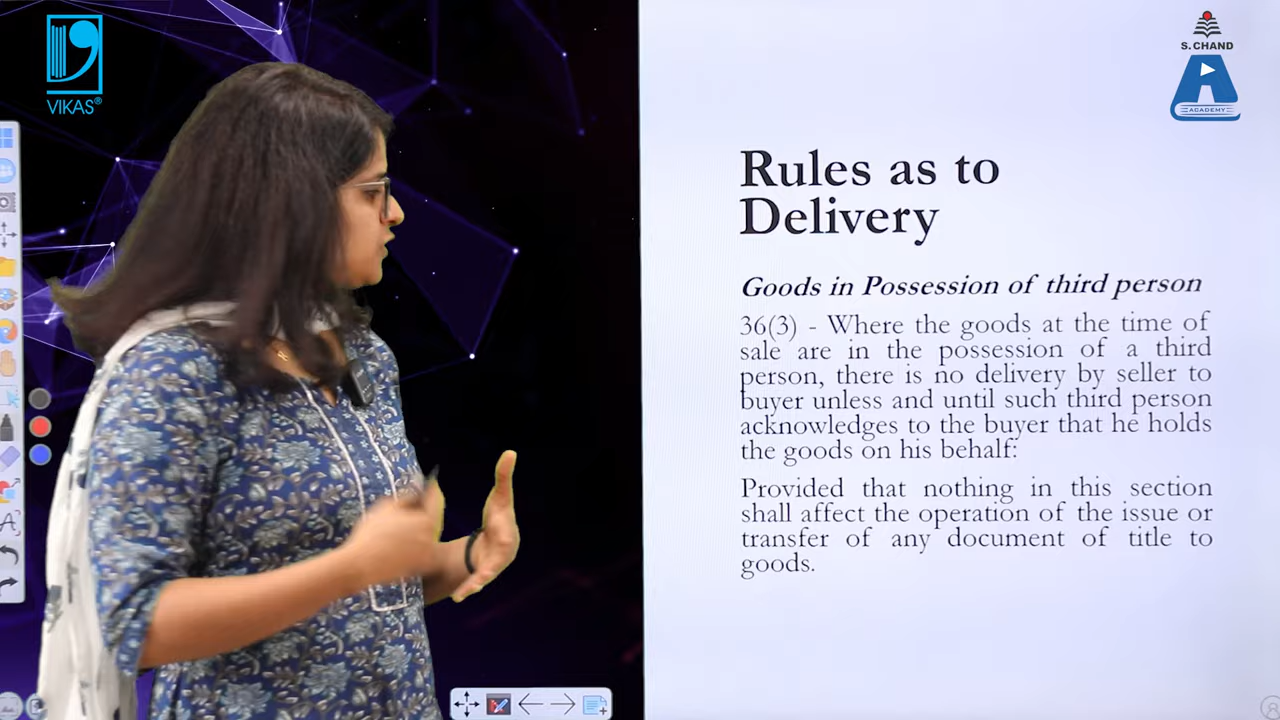 VIKAS®
S. CHAND
ACADEMY
Rules as to
Delivery
Goods in Possession of third person
36(3) - Where the goods at the time of
sale are in the possession of a third
person, there is no delivery by seller to
buyer unless and until such third person
acknowledges to the buyer that he holds
the goods on his behalf:
Provided that nothing in this section
shall affect the operation of the issue or
transfer of any document of title to
goods.